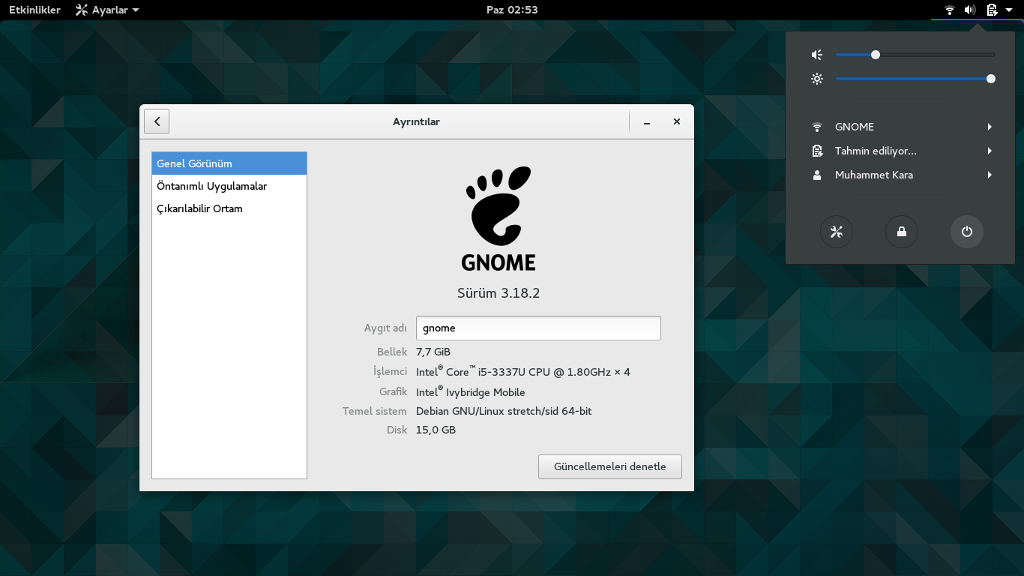 Etkinlikler Ayarlar Paz 02:53
Ayrıntılar
Genel Görünüm
Öntanımlı Uygulamalar
Çıkarılabilir Ortam
GNOME
Sürüm 3.18.2
Aygıt adı gnome
Bellek 7,7 GiB
İşlemci Intel® Core™ i5-3337U CPU @ 1.80GHz × 4
Grafik Intel® Ivybridge Mobile
Temel sistem Debian GNU/Linux stretch/sid 64-bit
Disk 15,0 GB
Güncellemeleri denetle
GNOME
Tahmin ediliyor...
Muhammet Kara